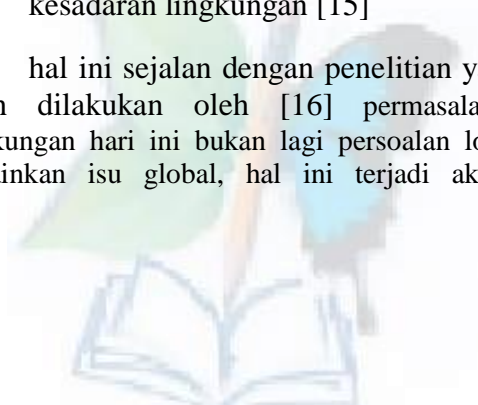 kesadaran lingkungan [15]
hal ini sejalan dengan penelitian y
n dilakukan oleh [16] permasala
kungan hari ini bukan lagi persoalan lo
inkan isu global, hal ini terjadi ak